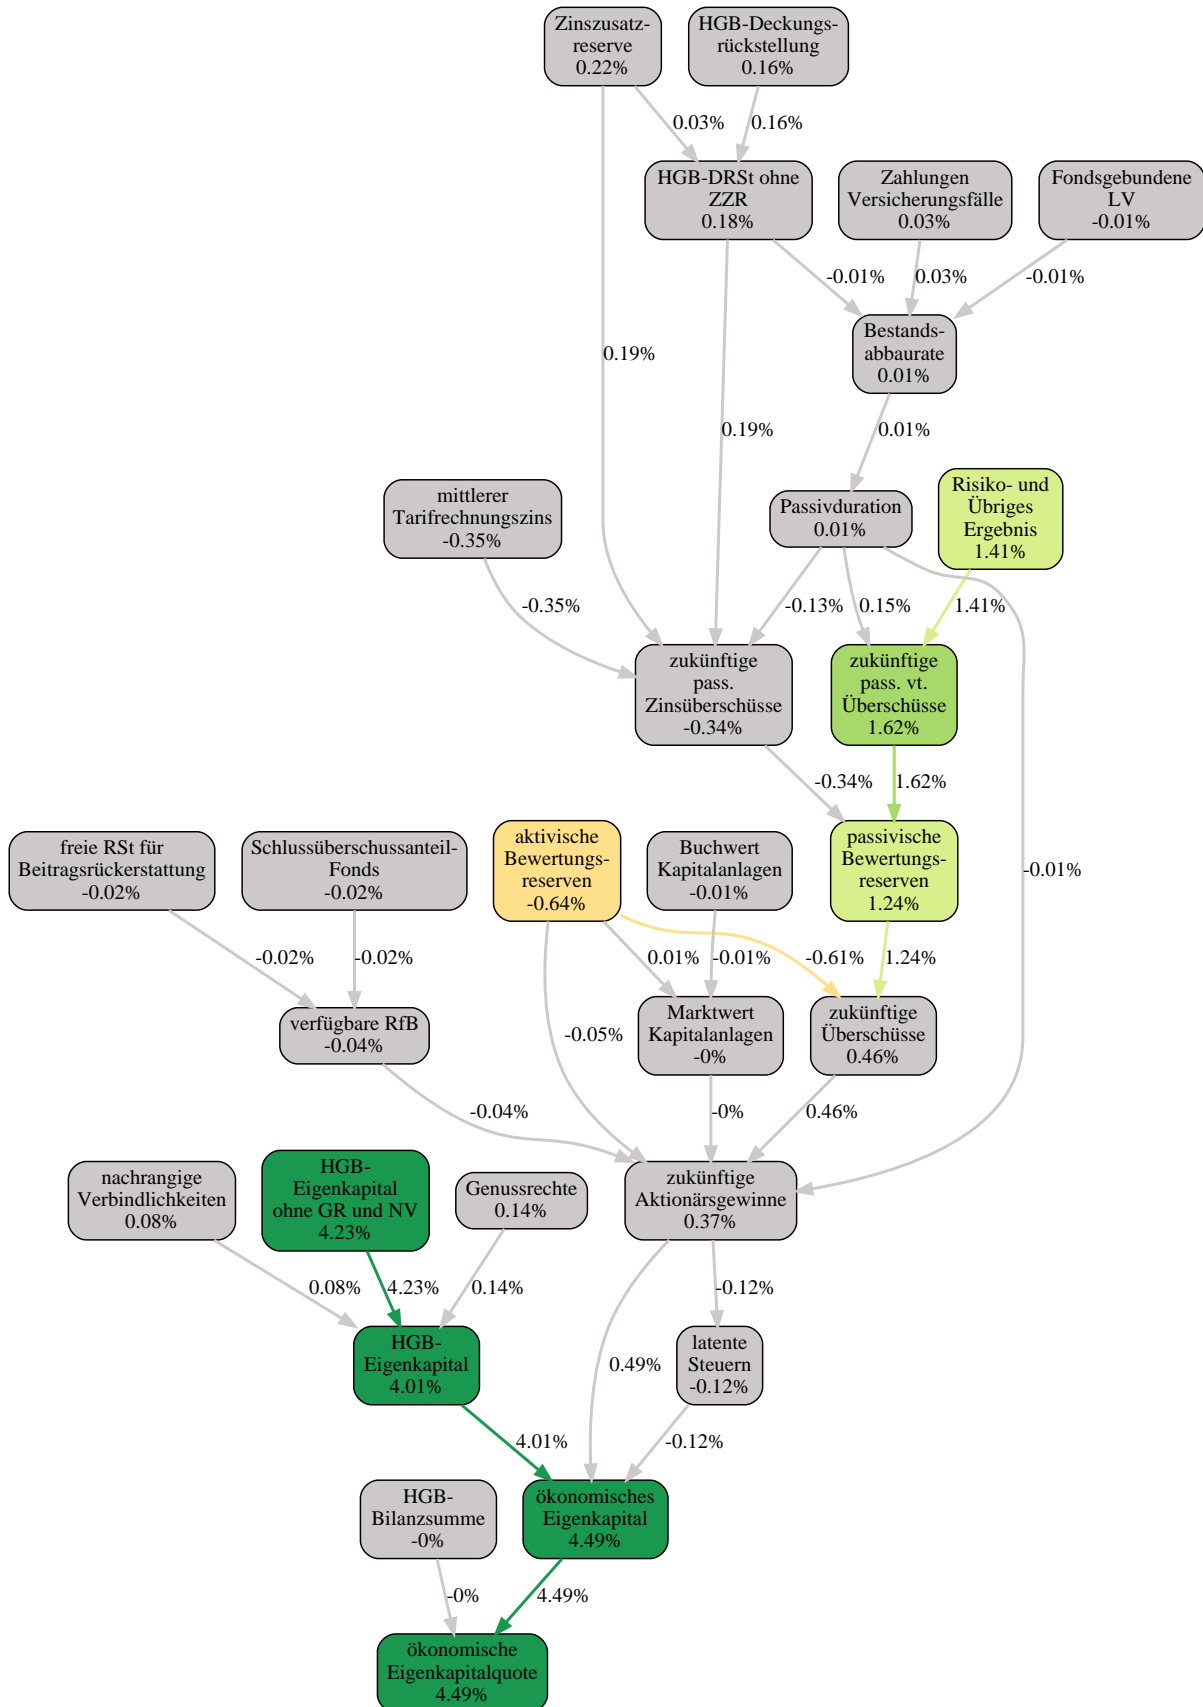 Zinszusatz-
reserve
0.22%
HGB-Deckungs-
rückstellung
0.16%
0.03%
0.16%
HGB-DRSt ohne
ZZR
0.18%
Zahlungen
Versicherungsfälle
0.03%
Fondsgebundene
LV
-0.01%
-0.01%
0.03%
-0.01%
Bestands-
abbaurate
0.01%
0.19%
0.19%
0.01%
mittlerer
Tarifrechnungszins
-0.35%
Passivduration
0.01%
Risiko- und
Übriges
Ergebnis
1.41%
-0.35%
-0.13%
0.15%
1.41%
zukünftige
pass.
Zinsüberschüsse
-0.34%
zukünftige
pass. vt.
Überschüsse
1.62%
-0.34%
1.62%
freie RSt für
Beitragsrückerstattung
-0.02%
Schlussüberschussanteil-
Fonds
-0.02%
aktivische
Bewertungs-
reserven
-0.64%
Buchwert
Kapitalanlagen
-0.01%
passivische
Bewertungs-
reserven
1.24%
-0.01%
-0.02%
-0.02%
0.01%
-0.01%
-0.61%
1.24%
verfügbare RfB
-0.04%
-0.05%
Marktwert
Kapitalanlagen
-0%
zukünftige
Überschüsse
0.46%
-0.04%
-0%
0.46%
nachrangige
Verbindlichkeiten
0.08%
HGB-
Eigenkapital
ohne GR und NV
4.23%
Genussrechte
0.14%
zukünftige
Aktionärsgewinne
0.37%
0.08%
4.23%
0.14%
-0.12%
HGB-
Eigenkapital
4.01%
0.49%
latente
Steuern
-0.12%
4.01%
-0.12%
HGB-
Bilanzsumme
-0%
ökonomisches
Eigenkapital
4.49%
-0%
4.49%
ökonomische
Eigenkapitalquote
4.49%